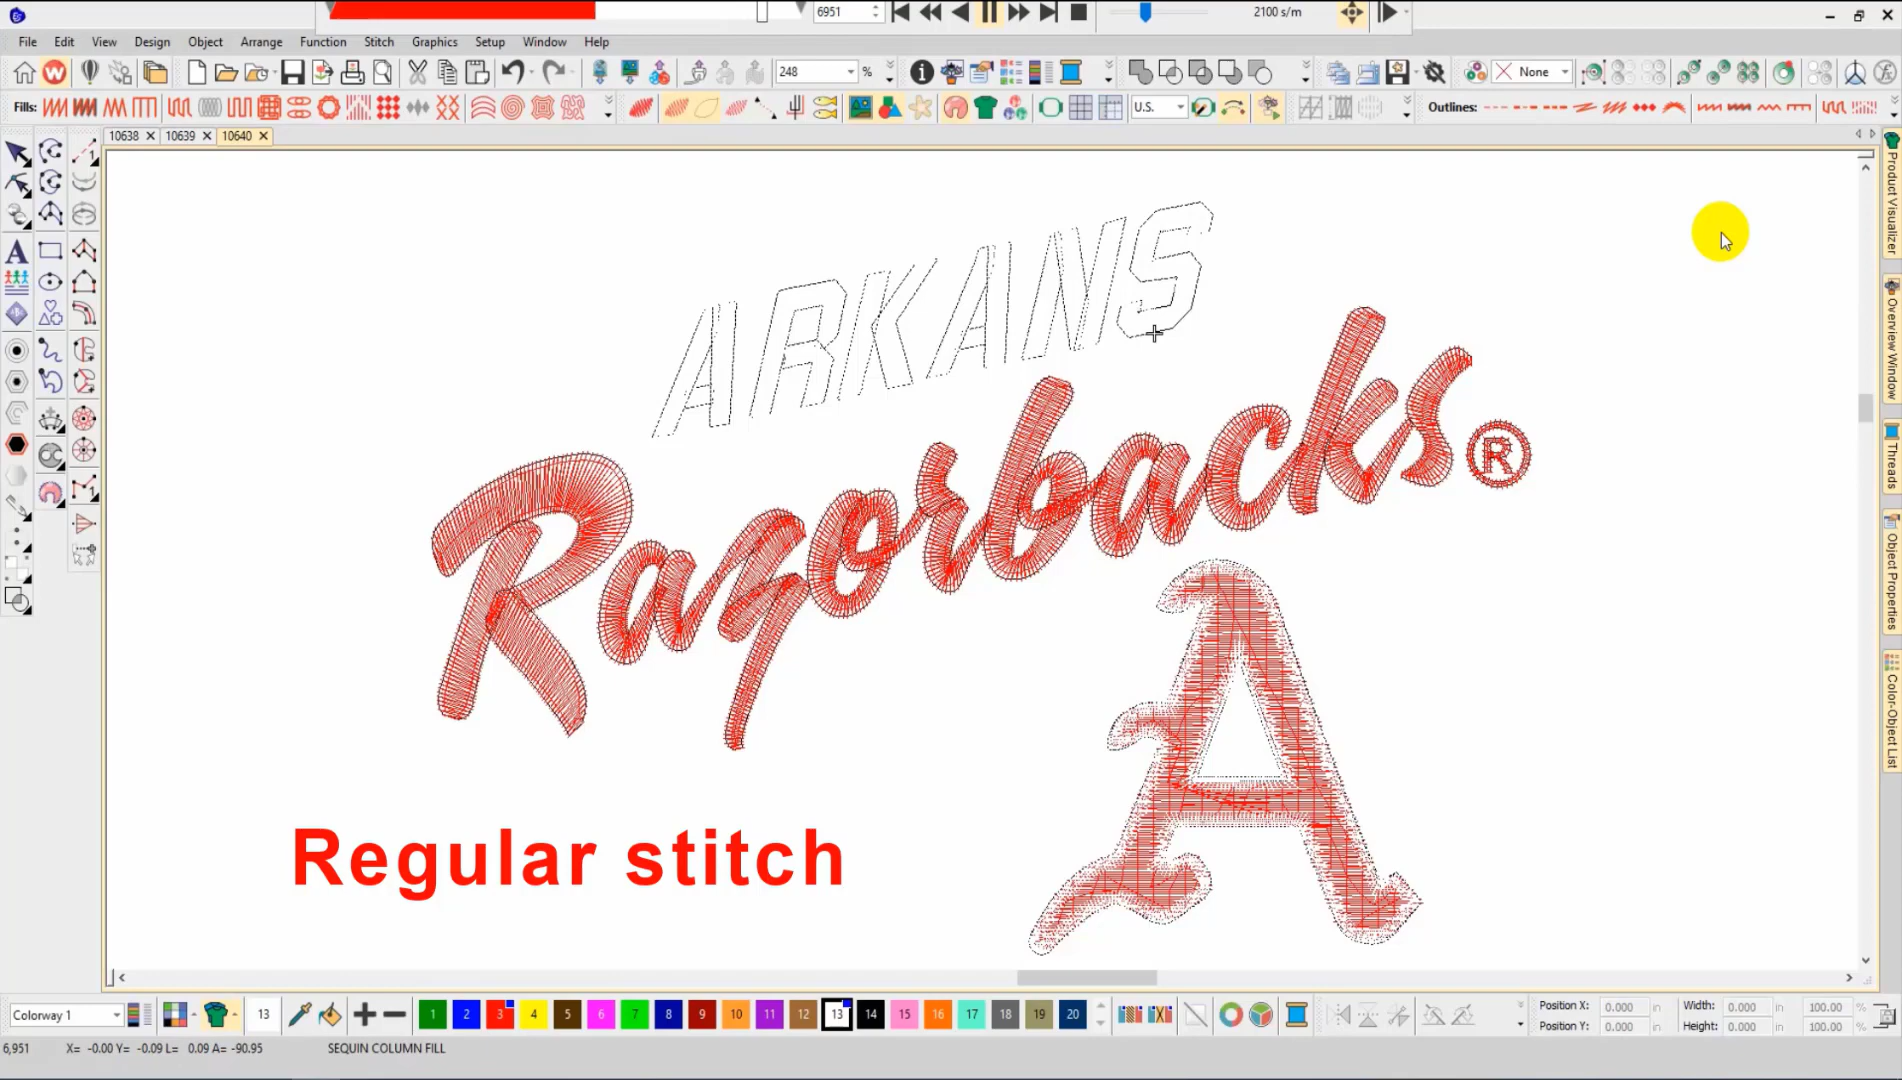 6951
2100 s/m
File Edit View Design Object Arrange Function Stitch Graphics Setup Window Help
W 248 % None
Fills: U.S. Outlines:
10638 10639 10640
Product Visualizer
Overview Window
Threads
Object Properties
Color-Object List
ARKANS
Razorbacks®
A
Regular stitch
Colorway 1 13 1 2 3 4 5 6 7 8 9 10 11 12 13 14 15 16 17 18 19 20
Position X: 0.000 in Width: 0.000 in 100.00 %
Position Y: 0.000 in Height: 0.000 in 100.00 %
6,951 X= -0.00 Y= -0.09 L= 0.09 A= -90.95 SEQUIN COLUMN FILL